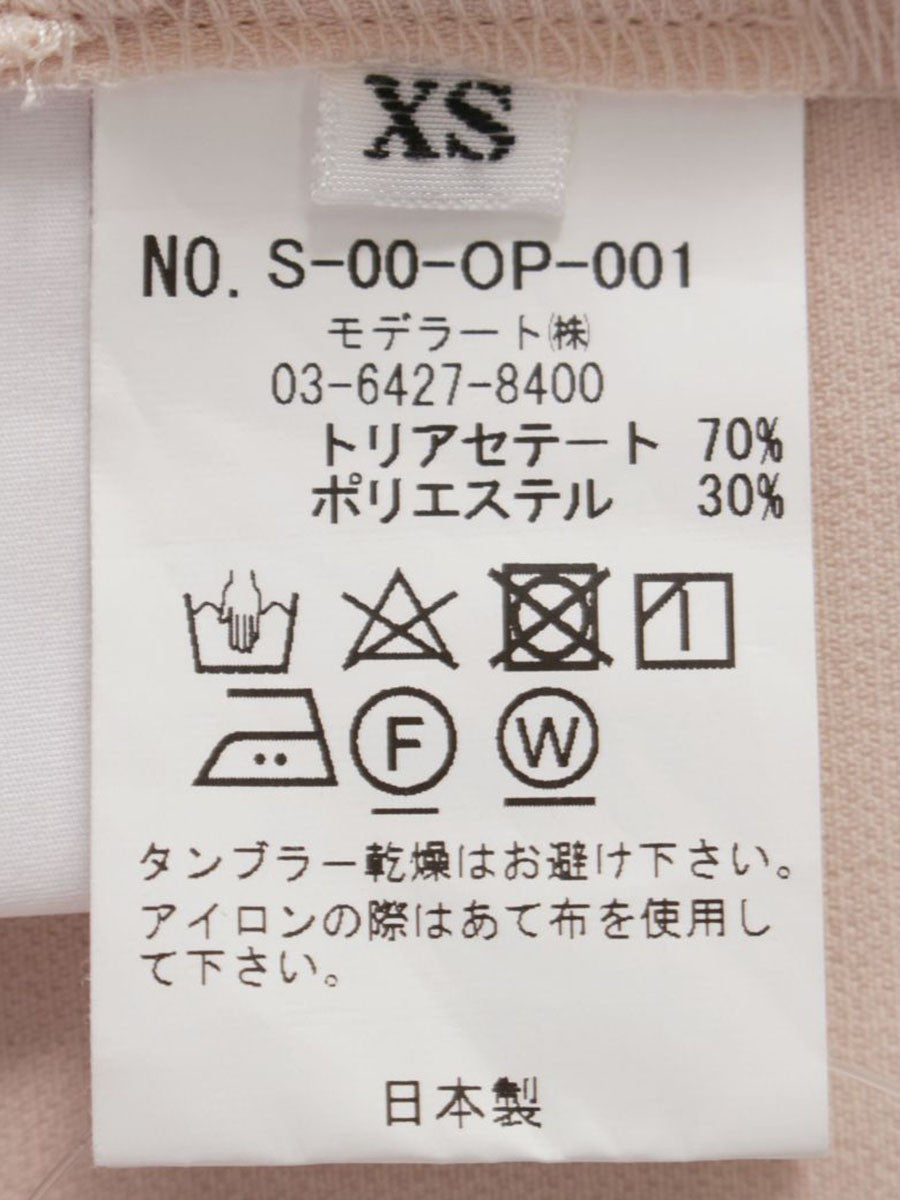 XS
NO. S-00-OP-001
モデラート㈱
03-6427-8400
トリアセテート 70%
ポリエステル 30%
F W
タンブラー乾燥はお避け下さい。
アイロンの際はあて布を使用し
て下さい。
日本製